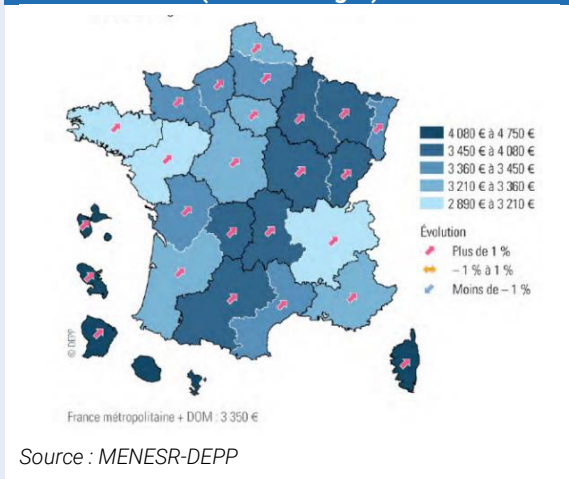 4 080 € à 4 750 €
3 450 € à 4 080 €
3 360 € à 3 450 €
3 210 € à 3 360 €
2 890 € à 3 210 €
Évolution
Plus de 1 %
– 1 % à 1 %
Moins de – 1 %
© DEPP
France métropolitaine + DOM : 3 350 €
Source : MENESR-DEPP